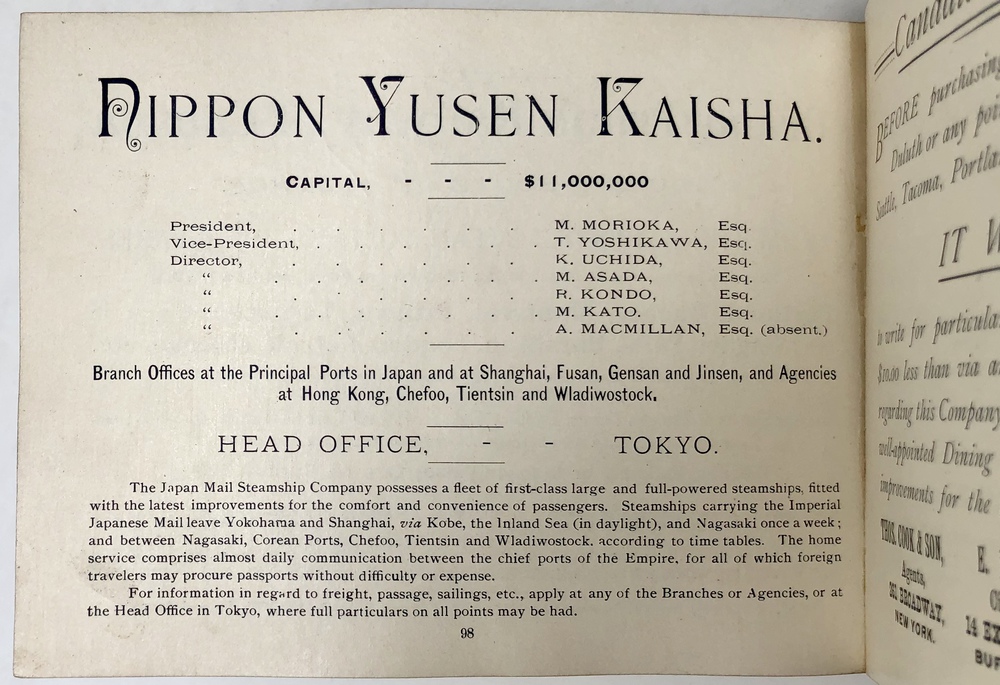 NIPPON YUSEN KAISHA.
CAPITAL, - - - $11,000,000
President, . . . . . . M. MORIOKA, Esq.
Vice-President, . . . . . . T. YOSHIKAWA, Esq.
Director, . . . . . . K. UCHIDA, Esq.
“ . . . . . . M. ASADA, Esq.
“ . . . . . . R. KONDO, Esq.
“ . . . . . . M. KATO. Esq.
“ . . . . . . A. MACMILLAN, Esq. (absent.)
Branch Offices at the Principal Ports in Japan and at Shanghai, Fusan, Gensan and Jinsen, and Agencies
at Hong Kong, Chefoo, Tientsin and Wladiwostock.
HEAD OFFICE, - - TOKYO.
The Japan Mail Steamship Company possesses a fleet of first-class large and full-powered steamships, fitted
with the latest improvements for the comfort and convenience of passengers. Steamships carrying the Imperial
Japanese Mail leave Yokohama and Shanghai, via Kobe, the Inland Sea (in daylight), and Nagasaki once a week;
and between Nagasaki, Corean Ports, Chefoo, Tientsin and Wladiwostock, according to time tables. The home
service comprises almost daily communication between the chief ports of the Empire, for all of which foreign
travelers may procure passports without difficulty or expense.
For information in regard to freight, passage, sailings, etc., apply at any of the Branches or Agencies, or at
the Head Office in Tokyo, where full particulars on all points may be had.
98
BEFORE purchasing
Duluth or any
Seattle, Tacoma,
IT
to write for
$10.00 less than via
regarding this Company
well-appointed Dining
improvements for the
THOS. COOK & SON,
Agents,
261 BROADWAY,
NEW YORK.
E.
14